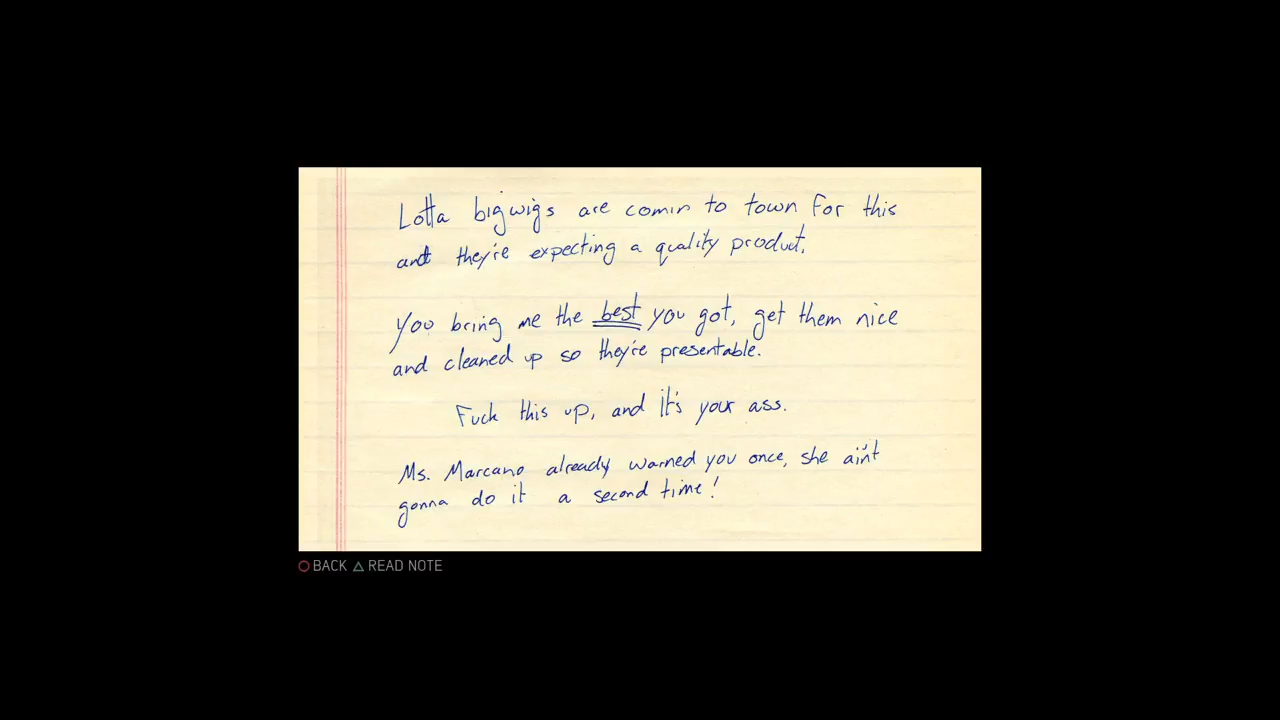 Lotta bigwigs are comin to town for this
and they're expecting a quality product.
You bring me the best you got, get them nice
and cleaned up so they're presentable.
Fuck this up, and it's your ass.
Ms. Marcano already warned you once, she ain't
gonna do it a second time!
BACK READ NOTE